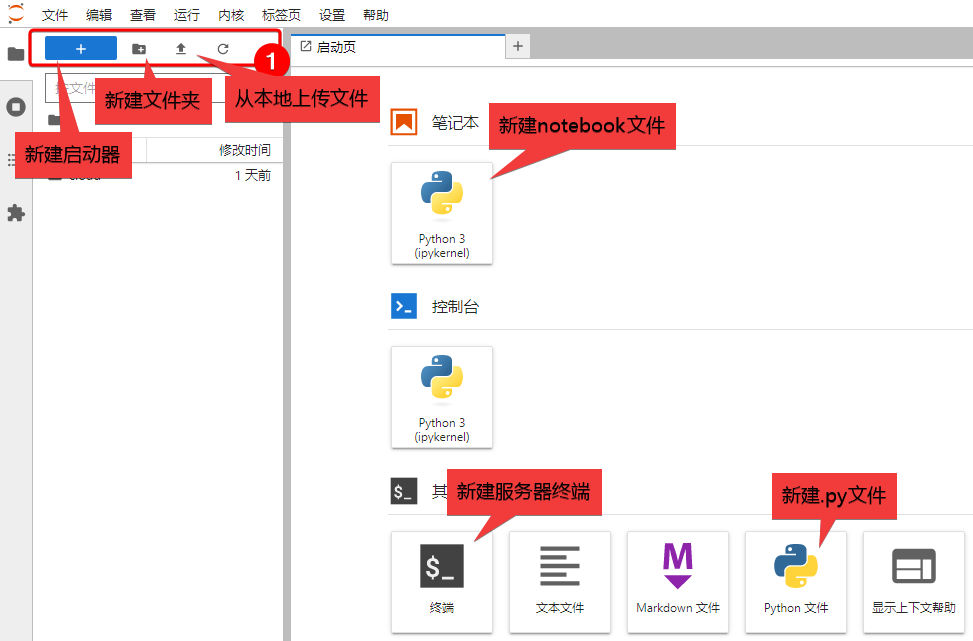 文件 编辑 查看 运行 内核 标签页 设置 帮助
启动页
1
新建文件夹
从本地上传文件
新建启动器
修改时间
1 天前
笔记本
新建notebook文件
Python 3
(ipykernel)
控制台
Python 3
(ipykernel)
其
新建服务器终端
新建.py文件
$_
终端
文本文件
Markdown 文件
Python 文件
显示上下文帮助